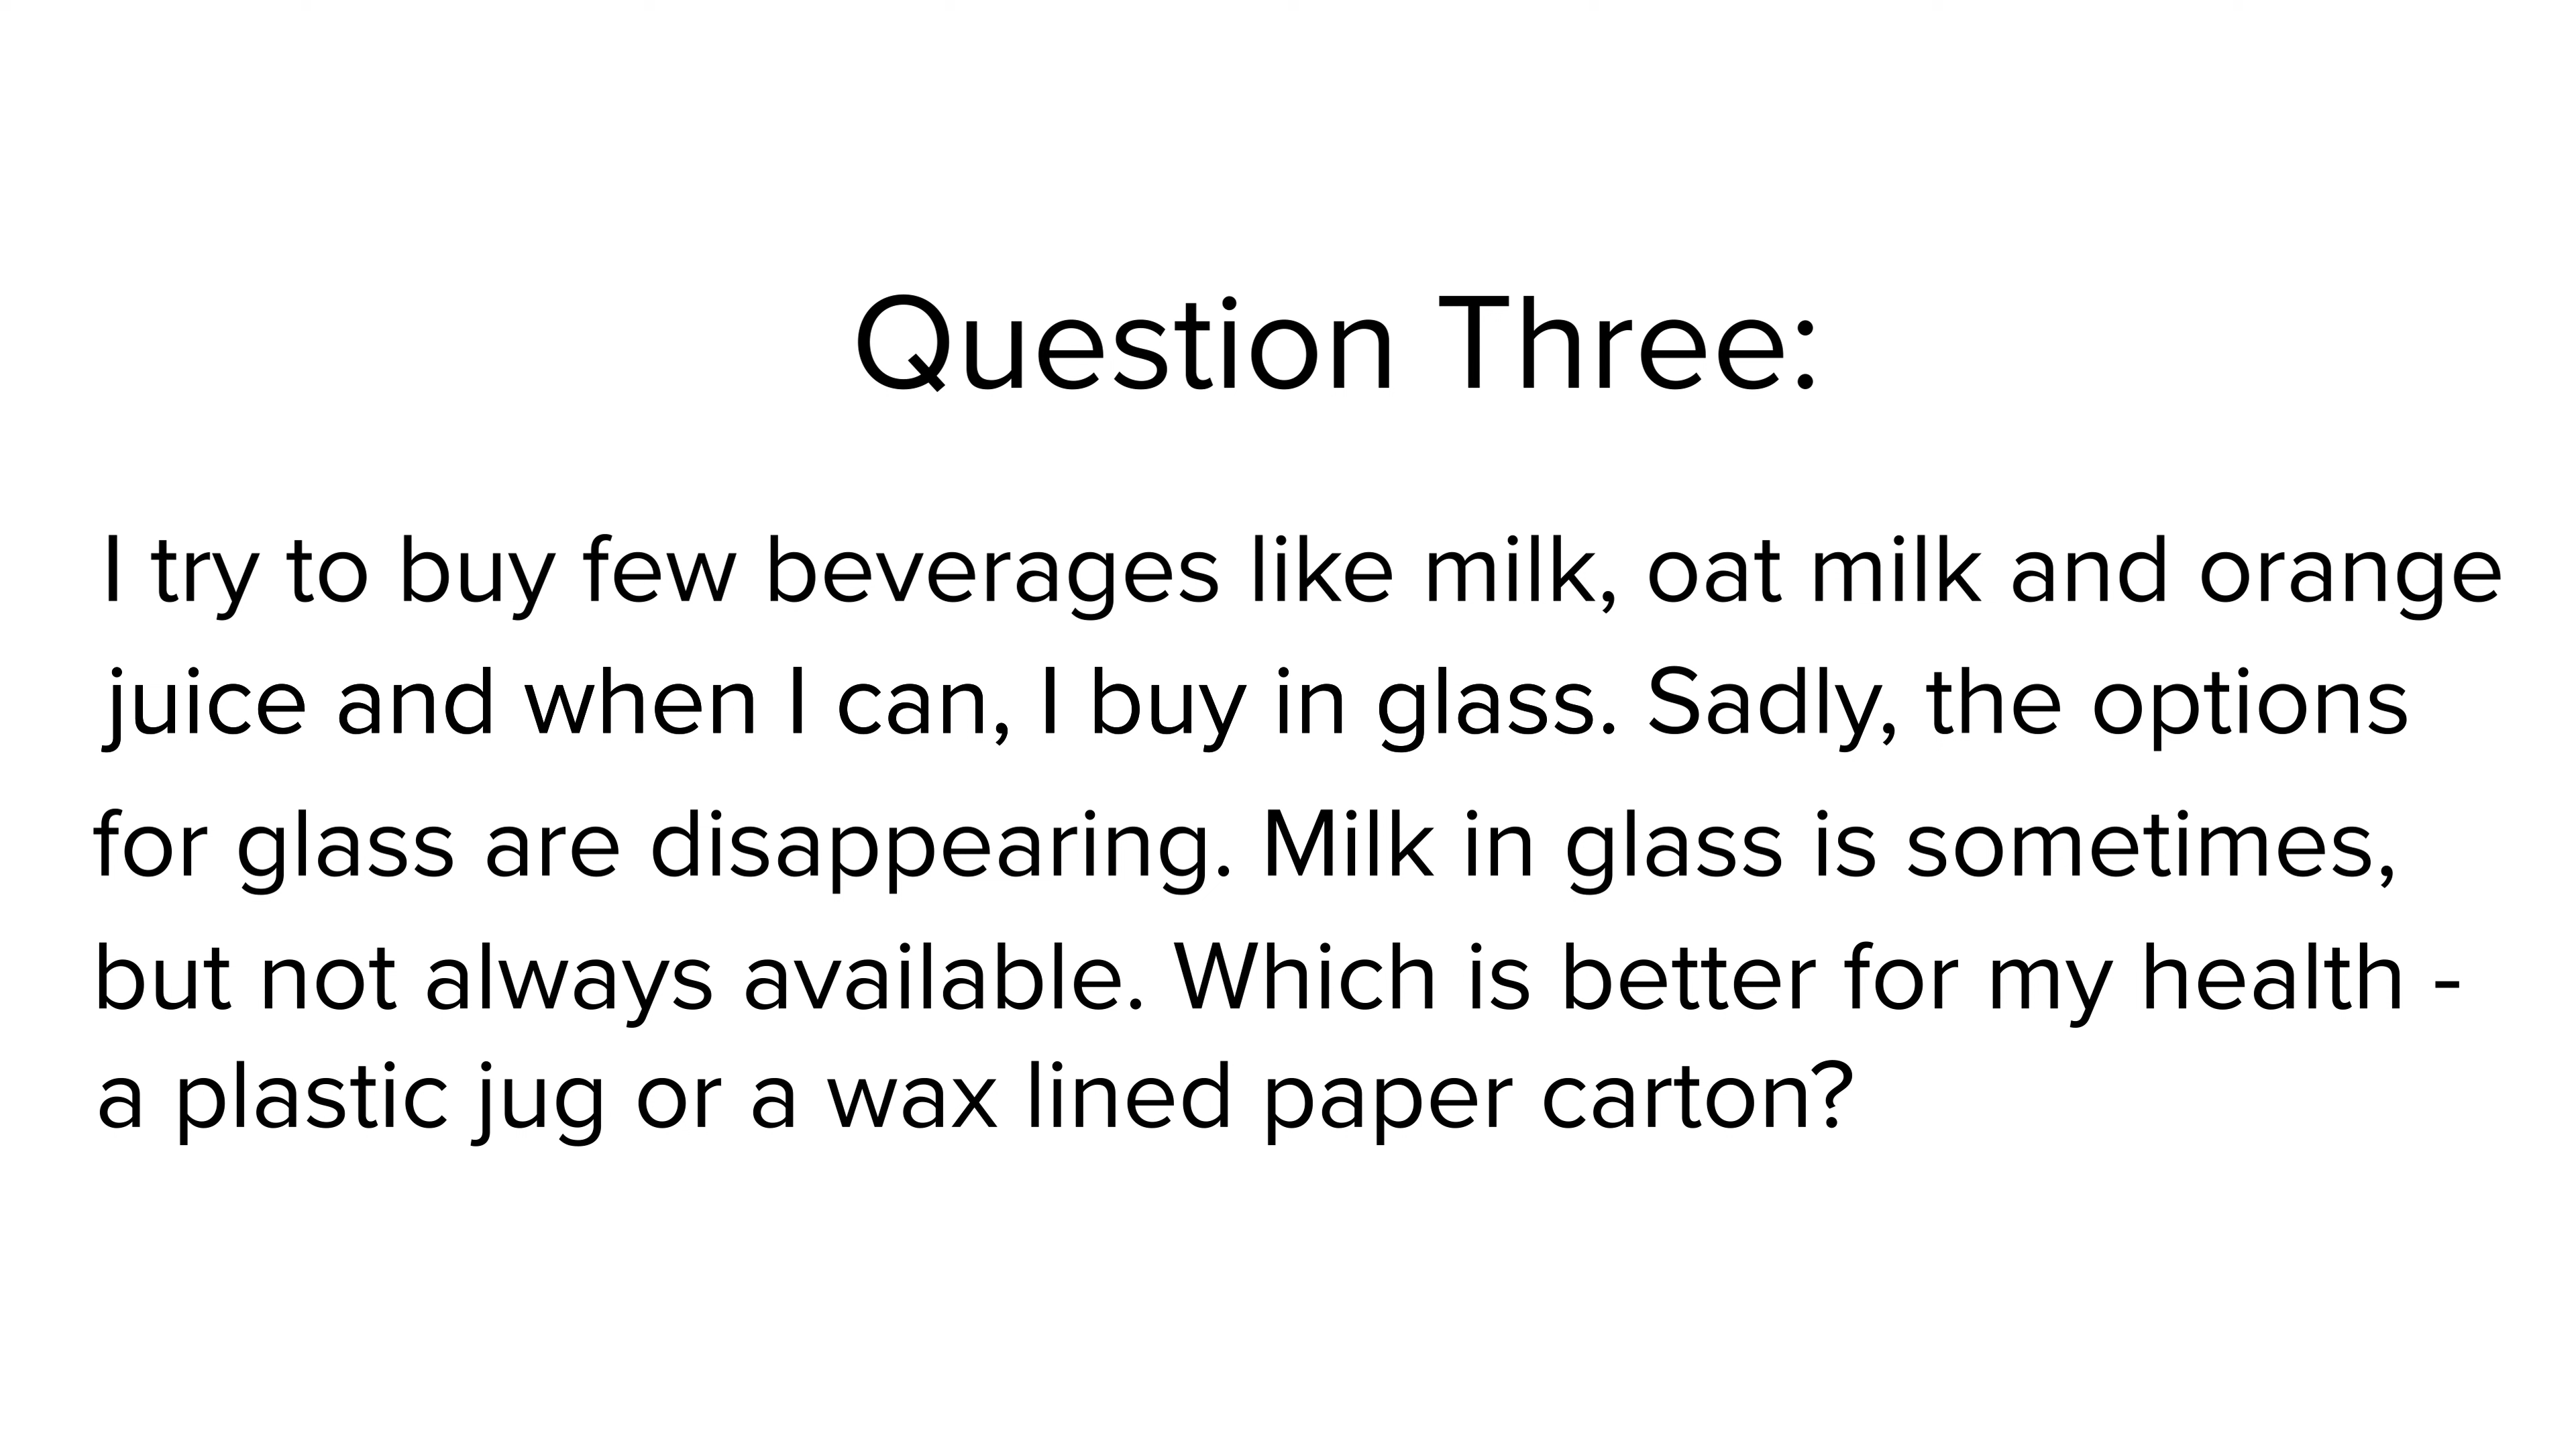 Question Three:
I try to buy few beverages like milk, oat milk and orange
juice and when I can, I buy in glass. Sadly, the options
for glass are disappearing. Milk in glass is sometimes,
but not always available. Which is better for my health -
a plastic jug or a wax lined paper carton?